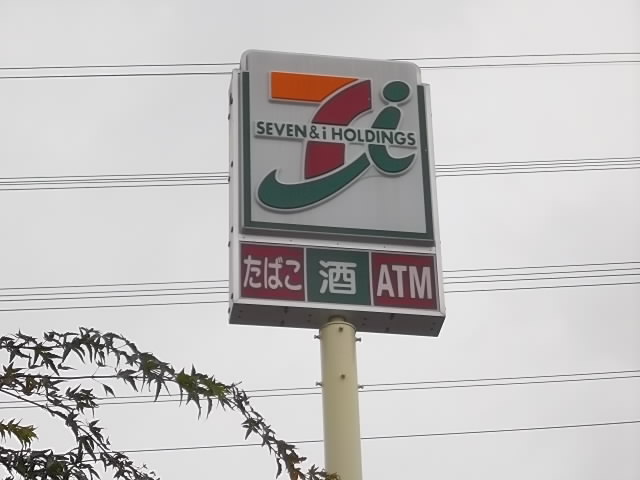 SEVEN & i HOLDINGS
たばこ 酒 ATM